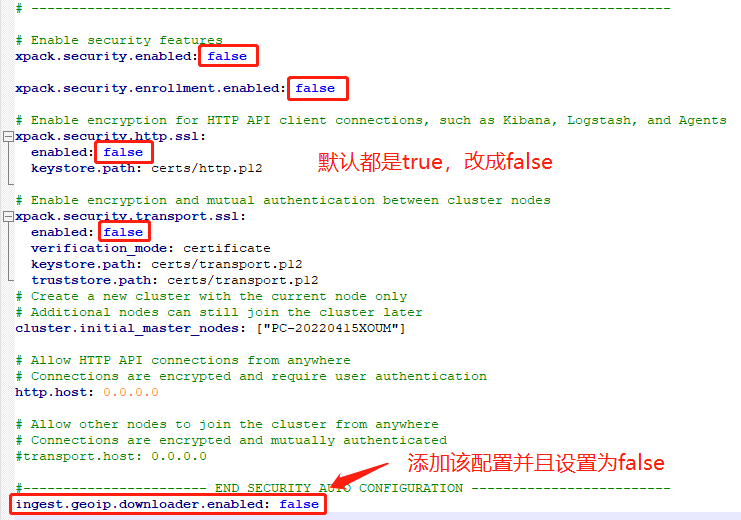 # --------------------------------------------------------------------------------
# Enable security features
xpack.security.enabled: false
xpack.security.enrollment.enabled: false
# Enable encryption for HTTP API client connections, such as Kibana, Logstash, and Agents
xpack.security.http.ssl:
  enabled: false
  keystore.path: certs/http.p12
默认都是true，改成false
# Enable encryption and mutual authentication between cluster nodes
xpack.security.transport.ssl:
  enabled: false
  verification_mode: certificate
  keystore.path: certs/transport.p12
  truststore.path: certs/transport.p12
# Create a new cluster with the current node only
# Additional nodes can still join the cluster later
cluster.initial_master_nodes: ["PC-20220415XOUM"]
# Allow HTTP API connections from anywhere
# Connections are encrypted and require user authentication
http.host: 0.0.0.0
# Allow other nodes to join the cluster from anywhere
# Connections are encrypted and mutually authenticated
#transport.host: 0.0.0.0
添加该配置并且设置为false
#----------------------- END SECURITY AUTO CONFIGURATION -------------------------
ingest.geoip.downloader.enabled: false